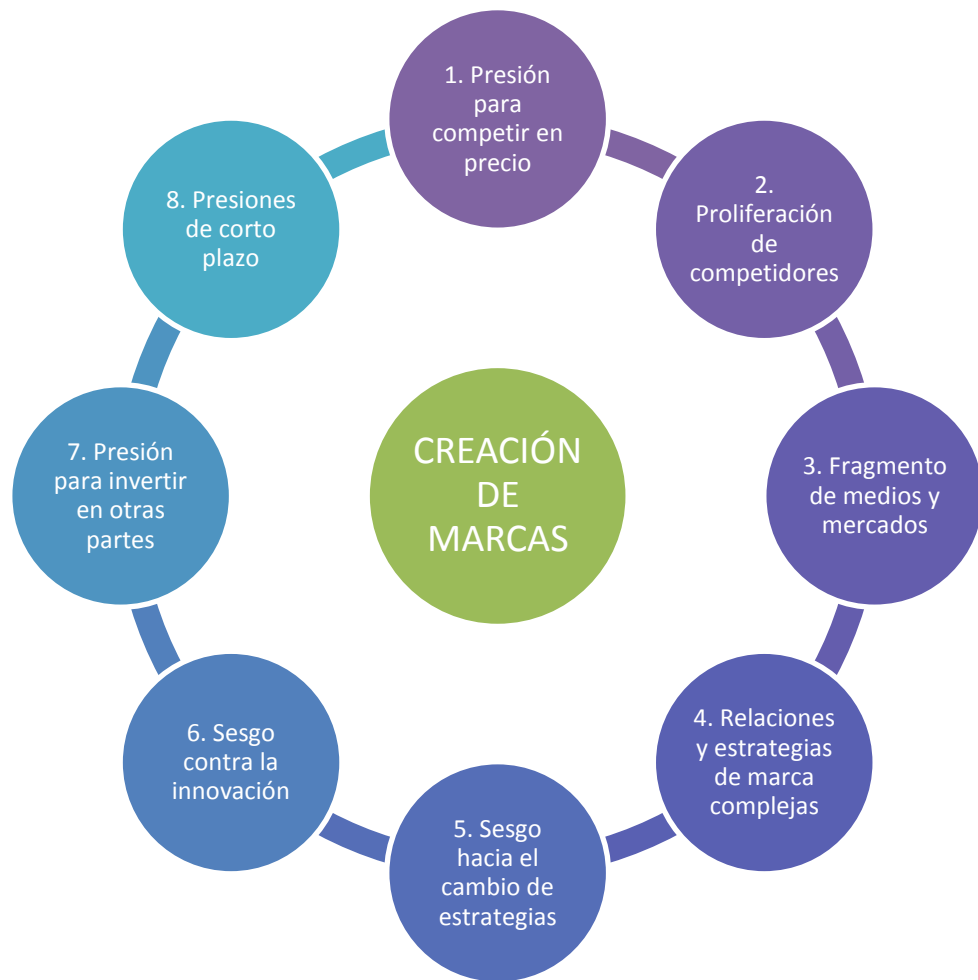 1. Presión
para
competir en
precio
2.
Proliferación
de
competidores
3. Fragmento
de medios y
mercados
4. Relaciones
y estrategias
de marca
complejas
5. Sesgo
hacia el
cambio de
estrategias
6. Sesgo
contra la
innovación
7. Presión
para invertir
en otras
partes
8. Presiones
de corto
plazo
CREACIÓN
DE
MARCAS